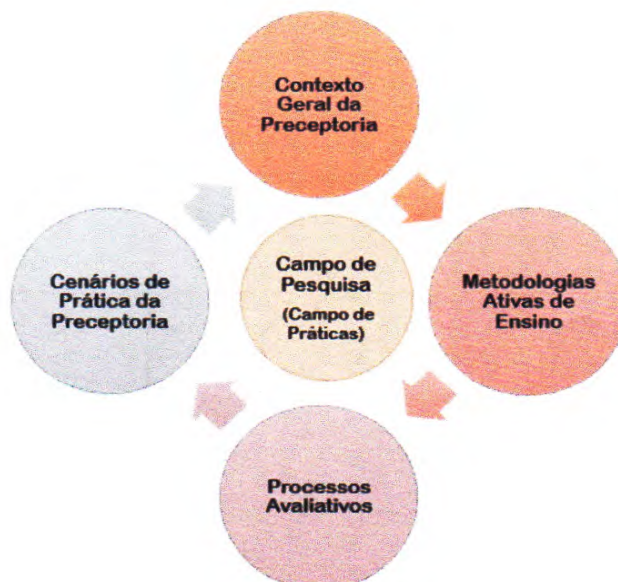 Contexto
Geral da
Preceptoria
Cenários de
Prática da
Preceptoria
Campo de
Pesquisa
(Campo de
Práticas)
Metodologias
Ativas de
Ensino
Processos
Avaliativos